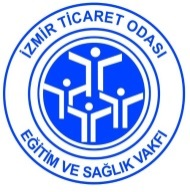 İZMİR TİCARET ODASI
EĞİTİM VE SAĞLIK VAKFI